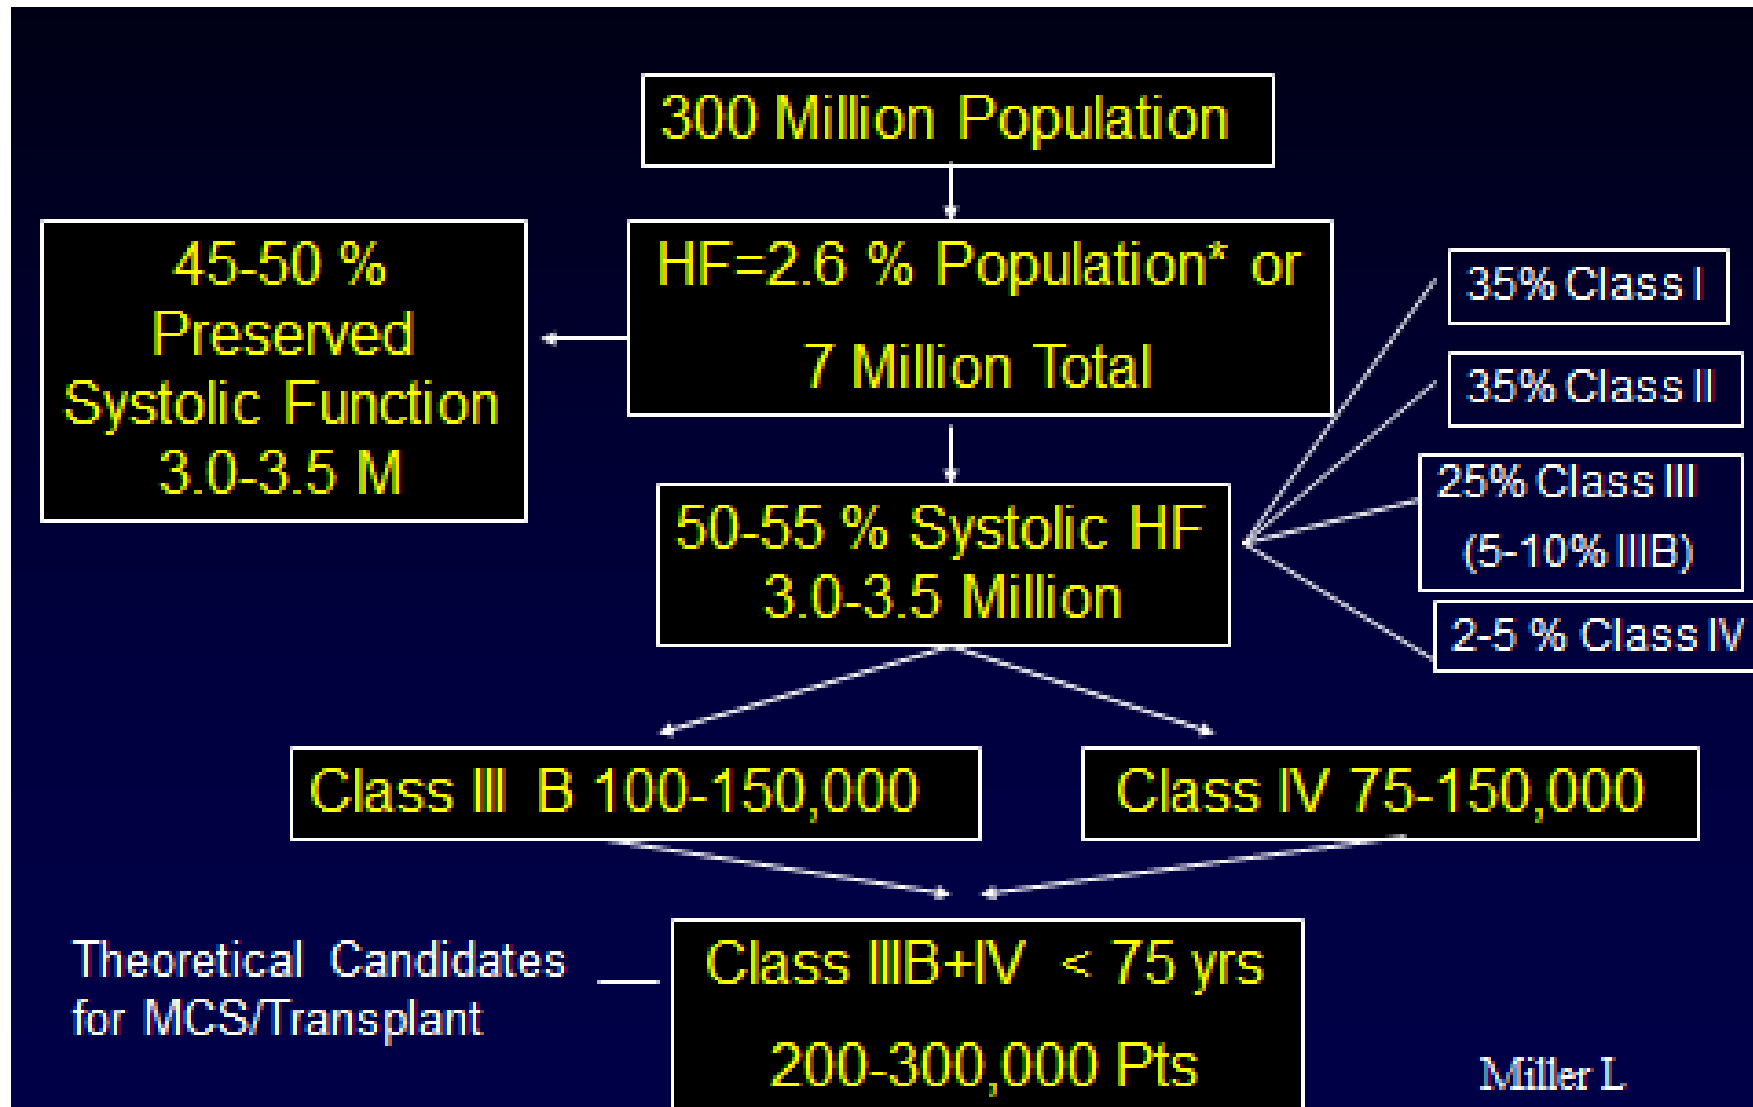 300 Million Population
45-50 %
Preserved
Systolic Function
3.0-3.5 M
HF=2.6 % Population* or
7 Million Total
35% Class I
35% Class II
25% Class III
(5-10% IIIB)
2-5 % Class IV
50-55 % Systolic HF
3.0-3.5 Million
Class III B 100-150,000
Class IV 75-150,000
Theoretical Candidates
for MCS/Transplant
Class IIIB+IV < 75 yrs
200-300,000 Pts
Miller L